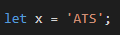 let x = 'ATS';